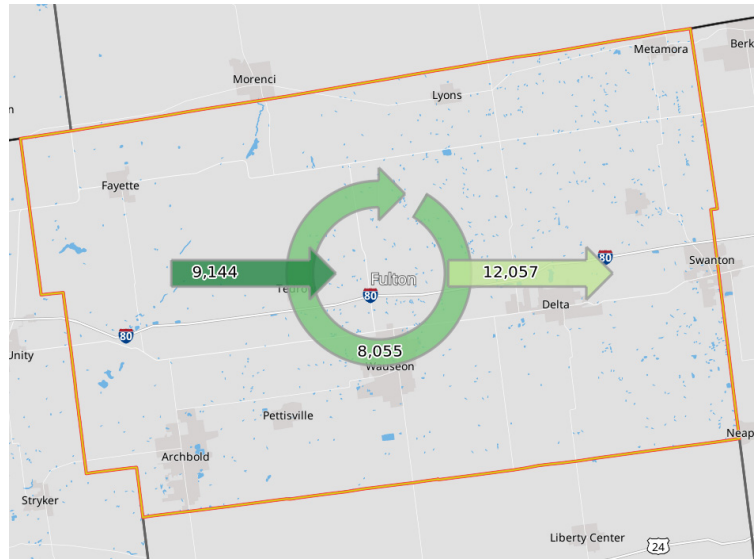 Metamora
Berk
Morenci
Lyons
n
Fayette
80
Swanton
9,144
12,057
Fulton
80
Delta
80
Unity
8,055
Wauseon
Pettisville
Neap
Archbold
Stryker
Liberty Center
24